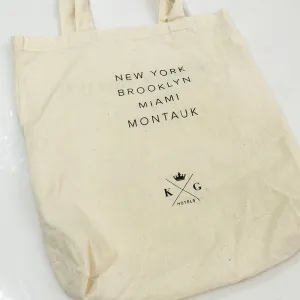 NEW YORK
BROOKLYN
MiAMi
MONTAUK
K G
HOTELS